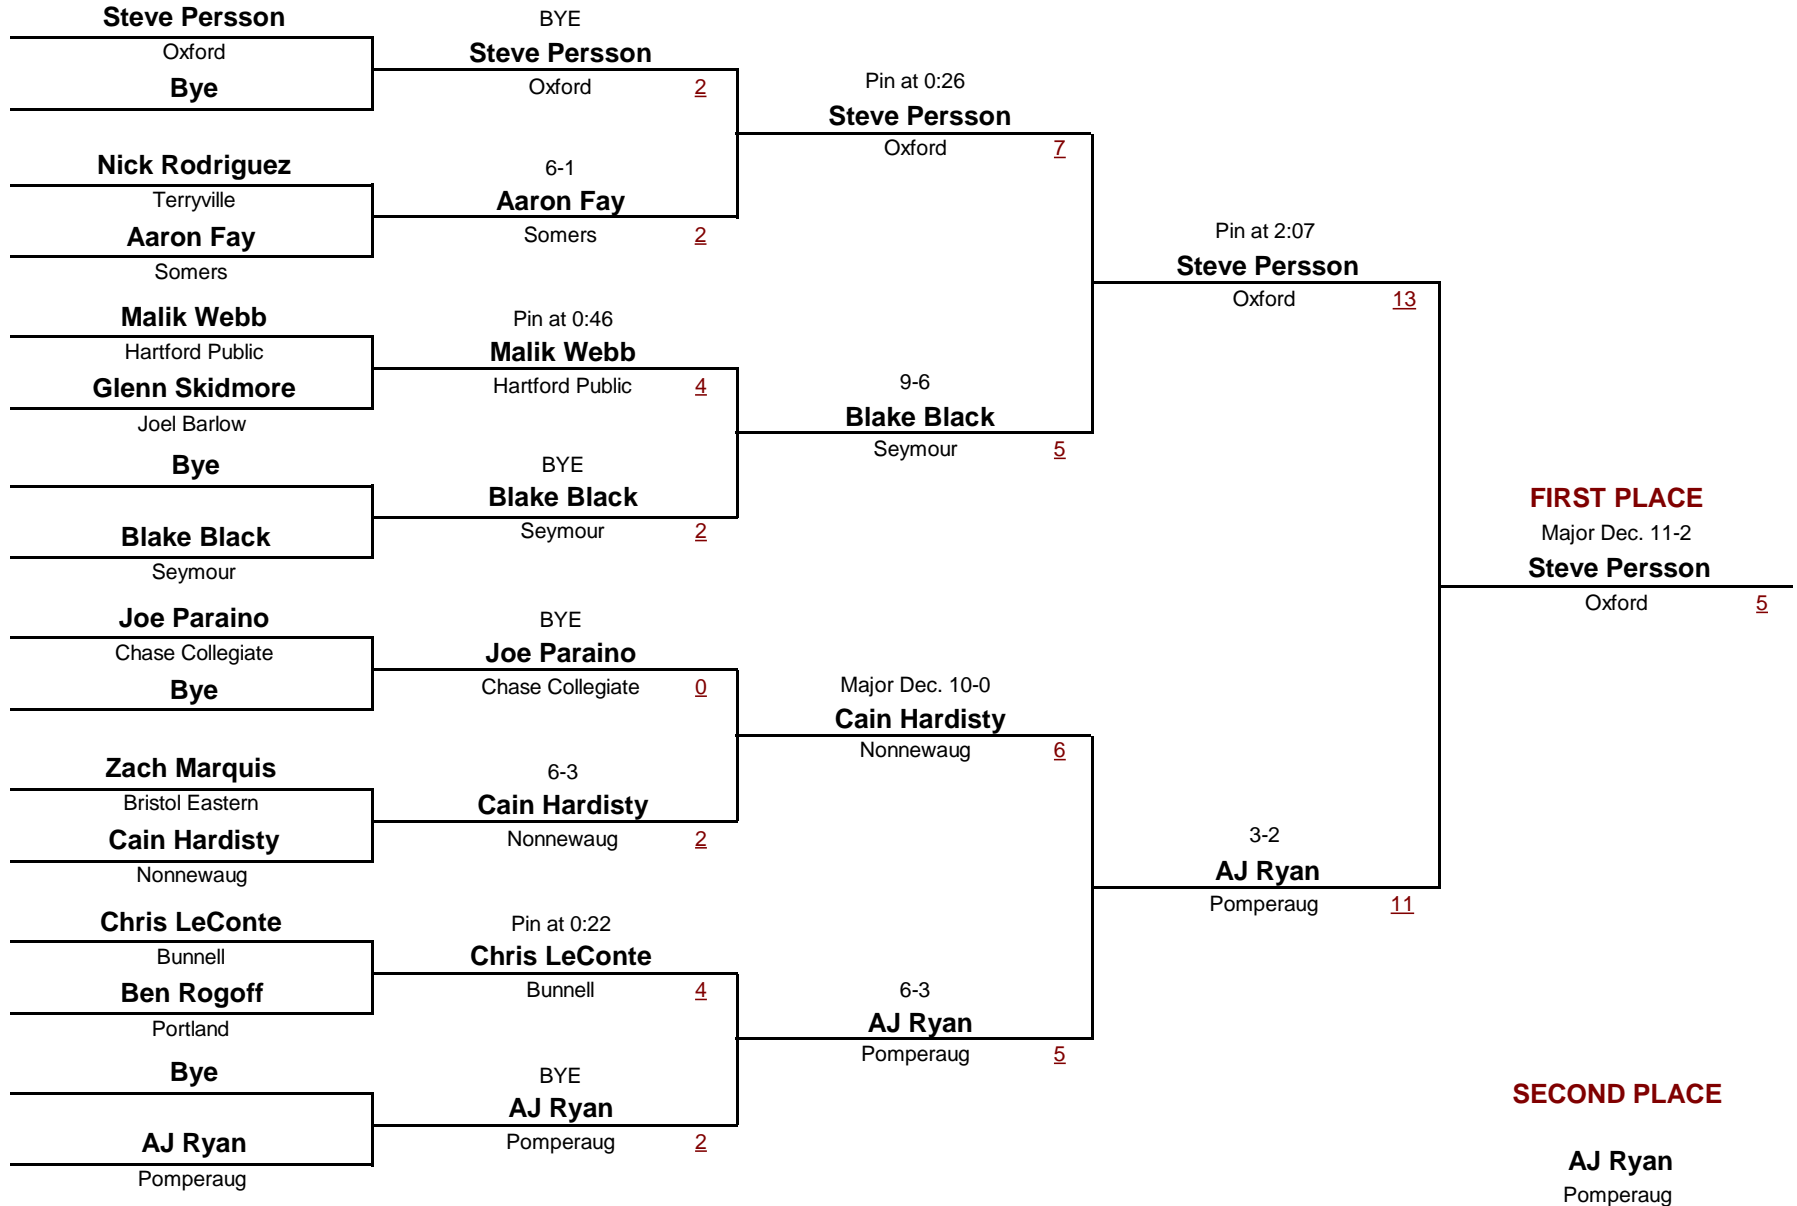 Steve Persson
Oxford
Bye
Nick Rodriguez
Terryville
Aaron Fay
Somers
Malik Webb
Hartford Public
Glenn Skidmore
Joel Barlow
Bye
Blake Black
Seymour
Joe Paraino
Chase Collegiate
Bye
Zach Marquis
Bristol Eastern
Cain Hardisty
Nonnewaug
Chris LeConte
Bunnell
Ben Rogoff
Portland
Bye
AJ Ryan
Pomperaug
BYE
Steve Persson
Oxford 2
6-1
Aaron Fay
Somers 2
Pin at 0:46
Malik Webb
Hartford Public 4
BYE
Blake Black
Seymour 2
BYE
Joe Paraino
Chase Collegiate 0
6-3
Cain Hardisty
Nonnewaug 2
Pin at 0:22
Chris LeConte
Bunnell 4
BYE
AJ Ryan
Pomperaug 2
Pin at 0:26
Steve Persson
Oxford 7
9-6
Blake Black
Seymour 5
Major Dec. 10-0
Cain Hardisty
Nonnewaug 6
6-3
AJ Ryan
Pomperaug 5
Pin at 2:07
Steve Persson
Oxford 13
3-2
AJ Ryan
Pomperaug 11
FIRST PLACE
Major Dec. 11-2
Steve Persson
Oxford 5
SECOND PLACE
AJ Ryan
Pomperaug